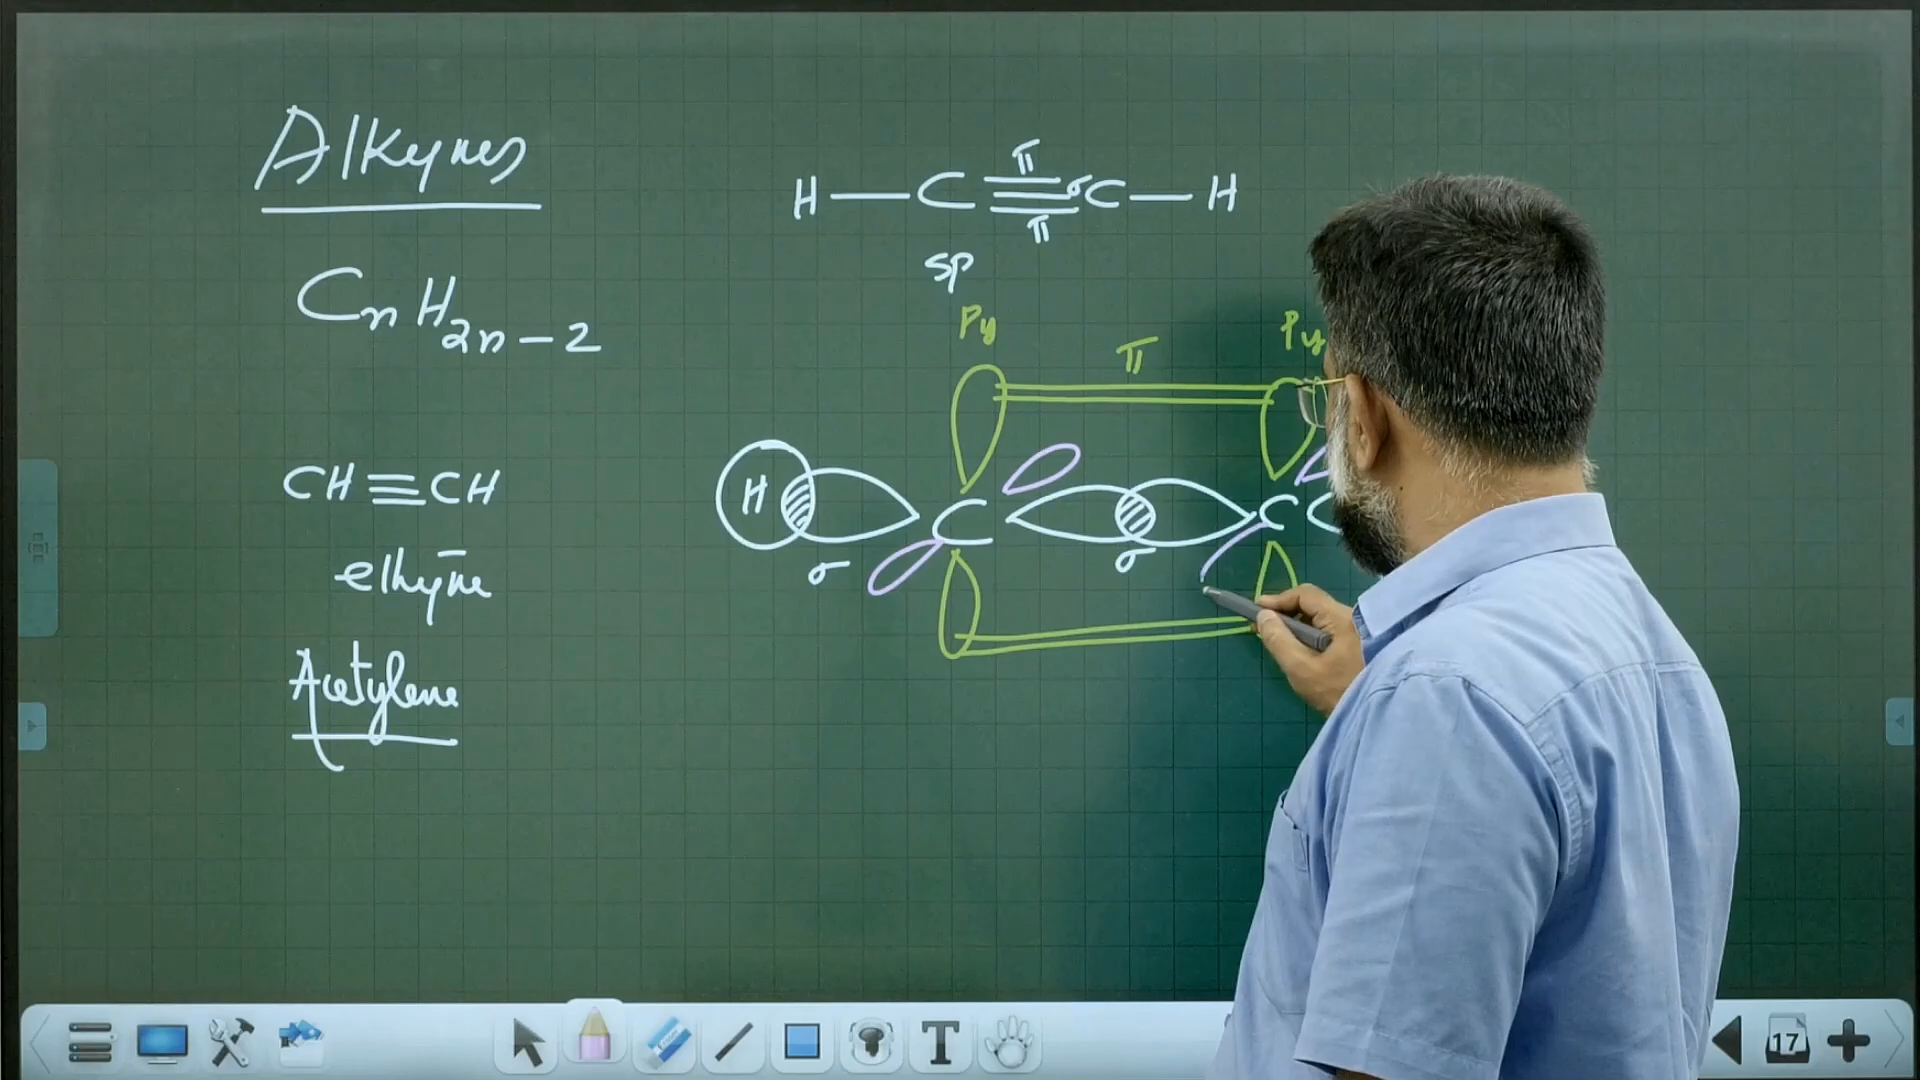 Alkynes
CnH2n-2
CH≡CH
ethyne
Acetylene
π
H—C≡C—H
σ
π
sp
Py
Py
π
H
C
C
σ
σ
T
17